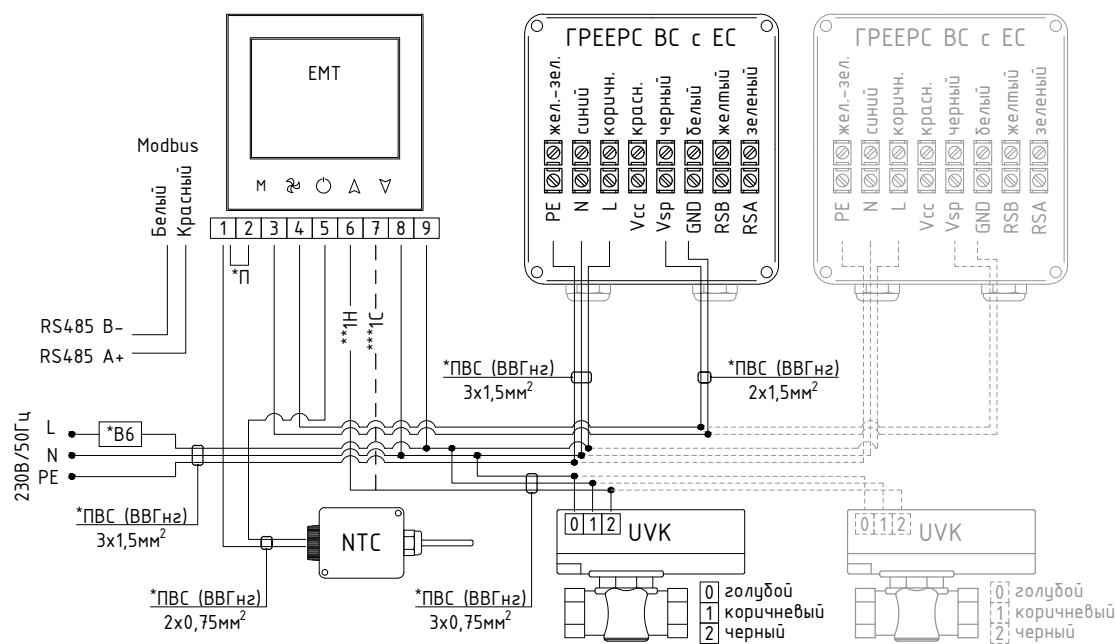 EMT
M
1 2 3 4 5 6 7 8 9
*П
Modbus
Белый
Красный
RS485 B-
RS485 A+
**1H
***1C
ГРЕЕРС ВС с ЕС
жел.-зел.
синий
коричн.
красн.
черный
белый
желтый
зеленый
PE
N
L
Vcc
Vsp
GND
RSB
RSA
ГРЕЕРС ВС с ЕС
жел.-зел.
синий
коричн.
красн.
черный
белый
желтый
зеленый
PE
N
L
Vcc
Vsp
GND
RSB
RSA
*ПВС (ВВГнг)
3х1,5мм²
*ПВС (ВВГнг)
2х1,5мм²
230В/50Гц
L
*В6
N
PE
*ПВС (ВВГнг)
3х1,5мм²
NTC
*ПВС (ВВГнг)
2х0,75мм²
*ПВС (ВВГнг)
3х0,75мм²
0 1 2
UVK
0 голубой
1 коричневый
2 черный
0 1 2
UVK
0 голубой
1 коричневый
2 черный